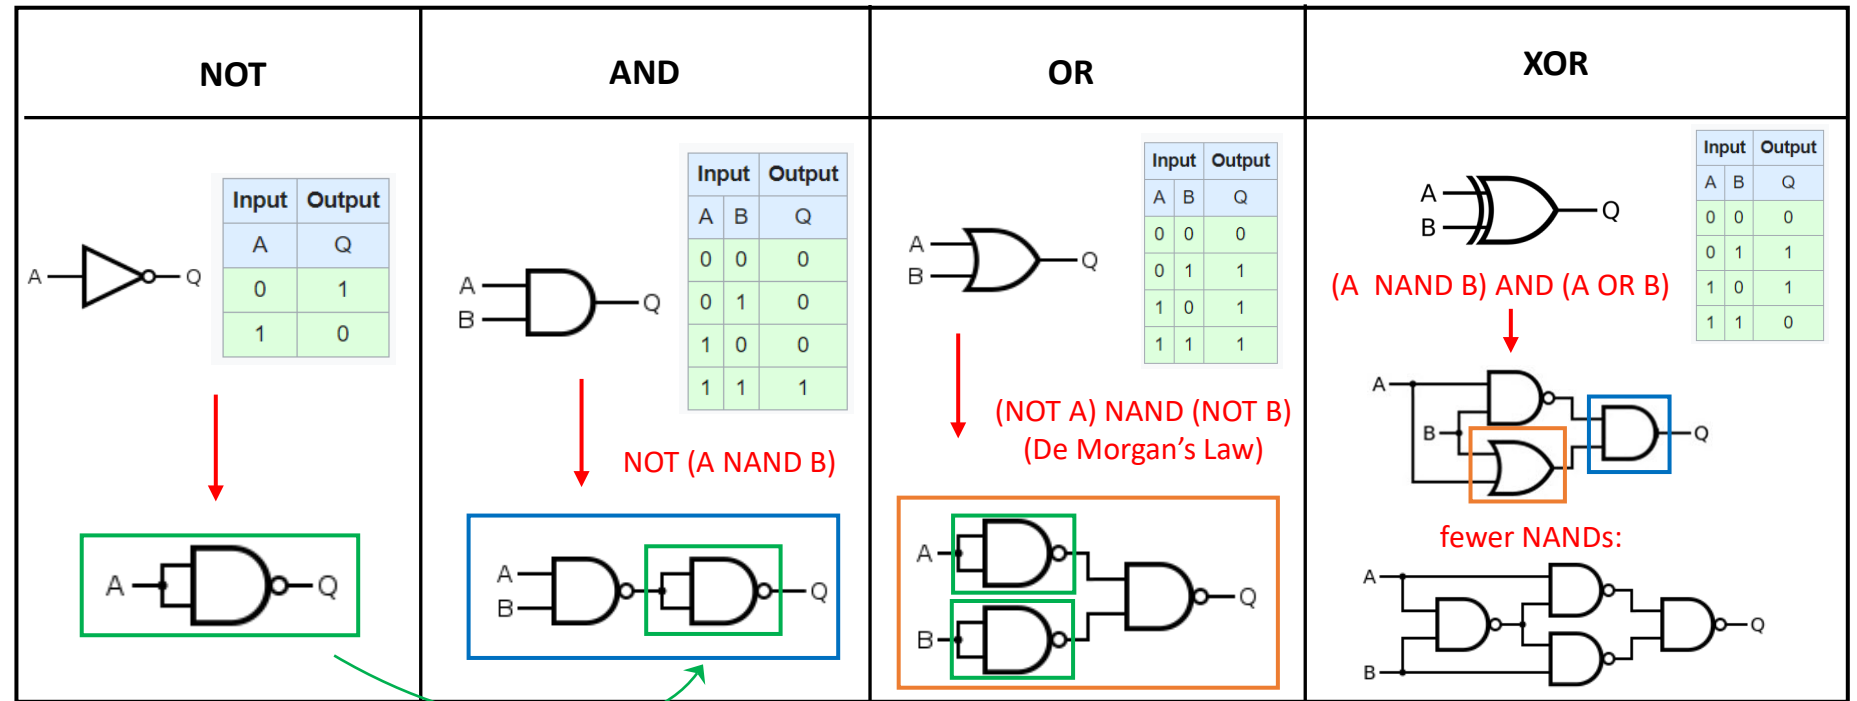 NOT
AND
OR
XOR
A
Q
Input Output
A Q
0 1
1 0
A
B
Q
Input Output
A B Q
0 0 0
0 1 0
1 0 0
1 1 1
NOT (A NAND B)
A
B
Q
Input Output
A B Q
0 0 0
0 1 1
1 0 1
1 1 1
(NOT A) NAND (NOT B)
(De Morgan's Law)
A
B
Q
Input Output
A B Q
0 0 0
0 1 1
1 0 1
1 1 0
(A NAND B) AND (A OR B)
A
B
Q
fewer NANDs:
A
B
Q
A
Q
A
B
Q
A
B
Q